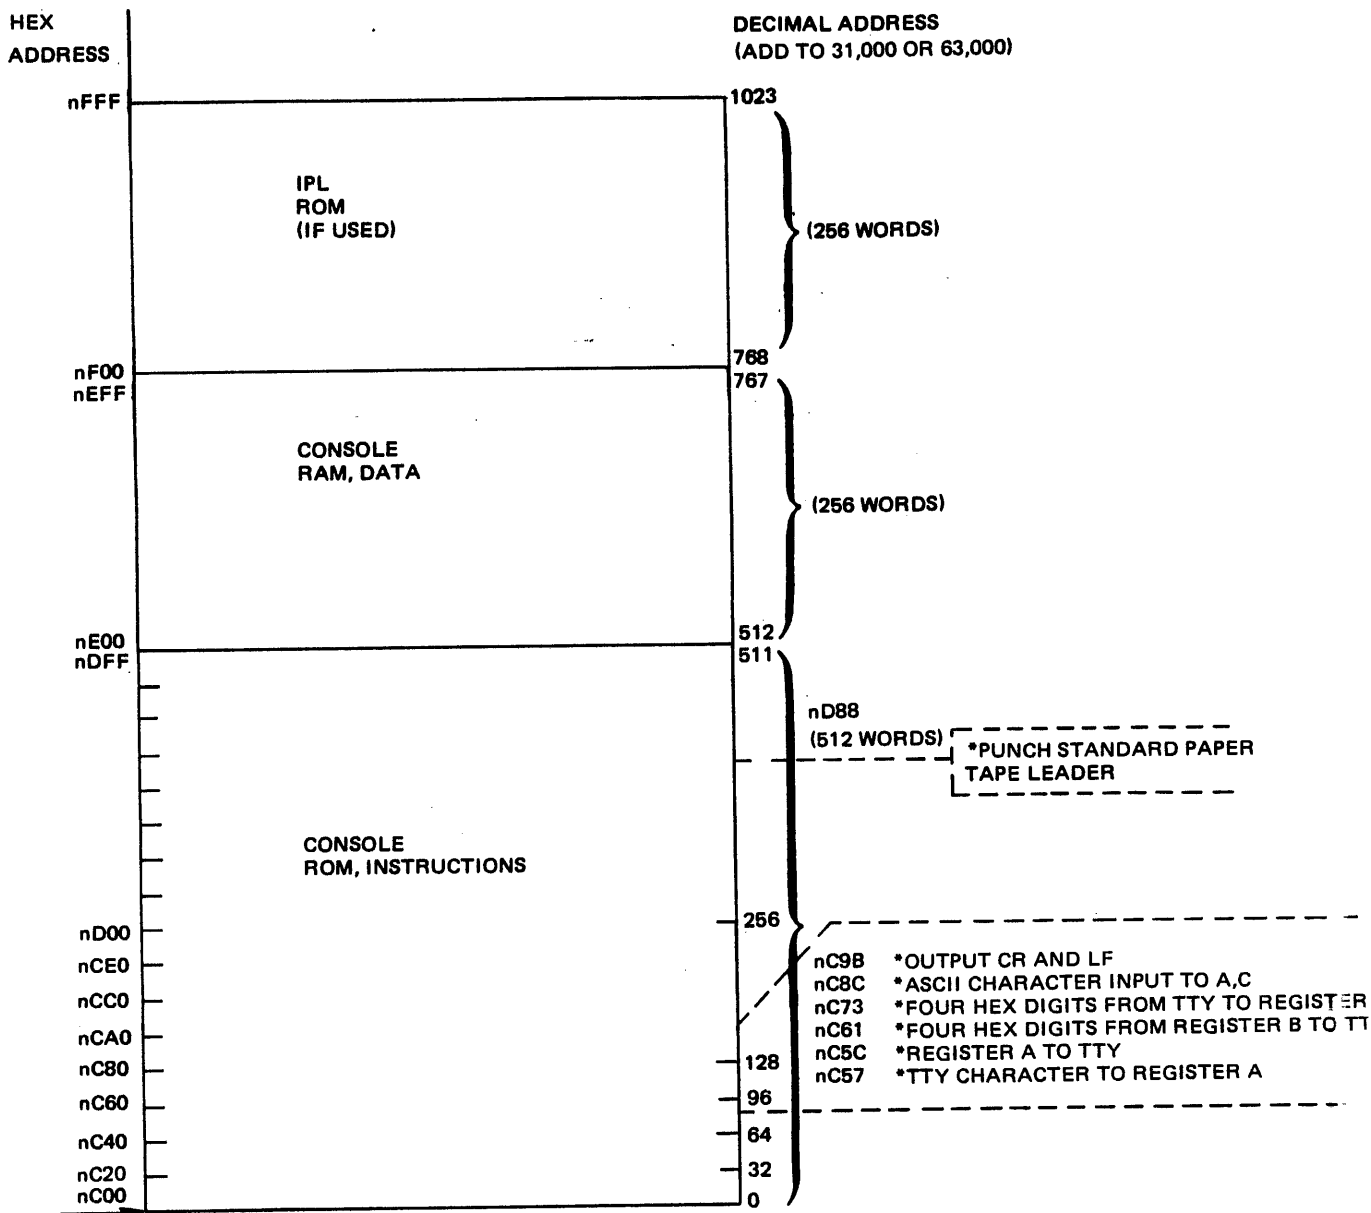 HEX
ADDRESS
DECIMAL ADDRESS
(ADD TO 31,000 OR 63,000)
nFFF
1023
IPL
ROM
(IF USED)
(256 WORDS)
768
nF00
767
nEFF
CONSOLE
RAM, DATA
(256 WORDS)
512
nE00
511
nDFF
nD88
(512 WORDS)
*PUNCH STANDARD PAPER
TAPE LEADER
CONSOLE
ROM, INSTRUCTIONS
256
nD00
nCE0
nCC0
nCA0
nC80
nC60
nC40
nC20
nC00
nC9B *OUTPUT CR AND LF
nC8C *ASCII CHARACTER INPUT TO A,C
nC73 *FOUR HEX DIGITS FROM TTY TO REGISTER
nC61 *FOUR HEX DIGITS FROM REGISTER B TO TT
nC5C *REGISTER A TO TTY
nC57 *TTY CHARACTER TO REGISTER A
128
96
64
32
0